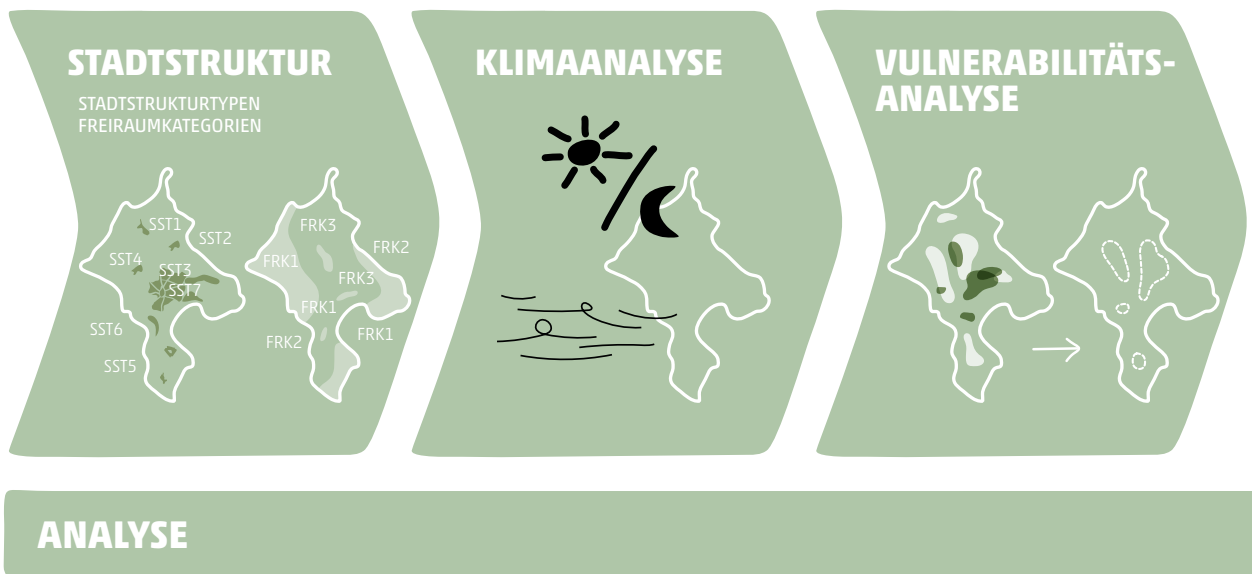 STADTSTRUKTUR
STADTSTRUKTURTYPEN
FREIRAUMKATEGORIEN
SST1
SST2
SST4
SST3
SST7
SST6
SST5
FRK3
FRK2
FRK1
FRK3
FRK1
FRK1
FRK2
KLIMAANALYSE
VULNERABILITÄTS-
ANALYSE
ANALYSE